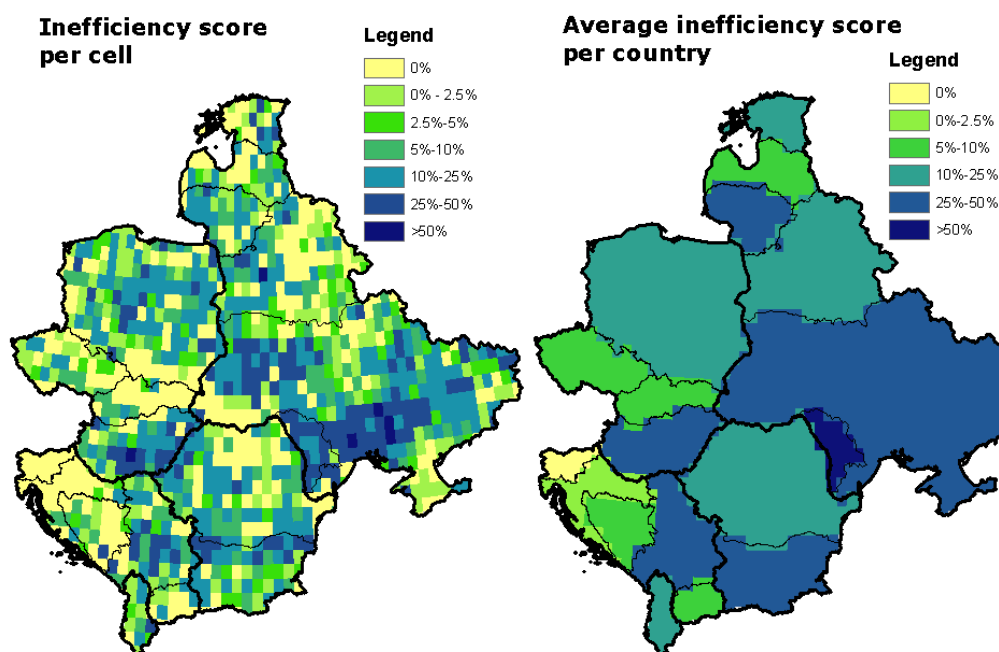 Inefficiency score
per cell
Legend
0%
0% - 2.5%
2.5%-5%
5%-10%
10%-25%
25%-50%
>50%
Average inefficiency score
per country
Legend
0%
0%-2.5%
5%-10%
10%-25%
25%-50%
>50%